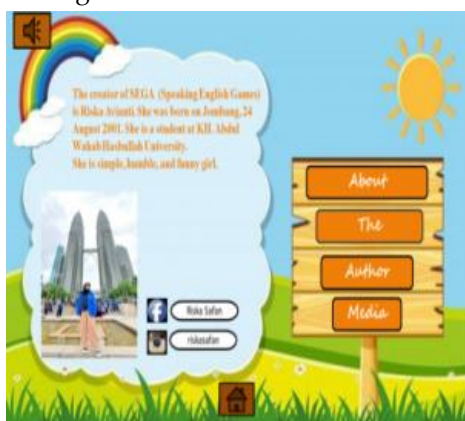 The creator of SEGA (Speaking English Games)
is Riska Avianti. She was born on Jombang, 24
August 2001. She is a student at KH. Abdul
Wahab Hasbullah University.
She is simple, humble, and funny girl.
Riska Safan
riskasafan
About
The
Author
Media